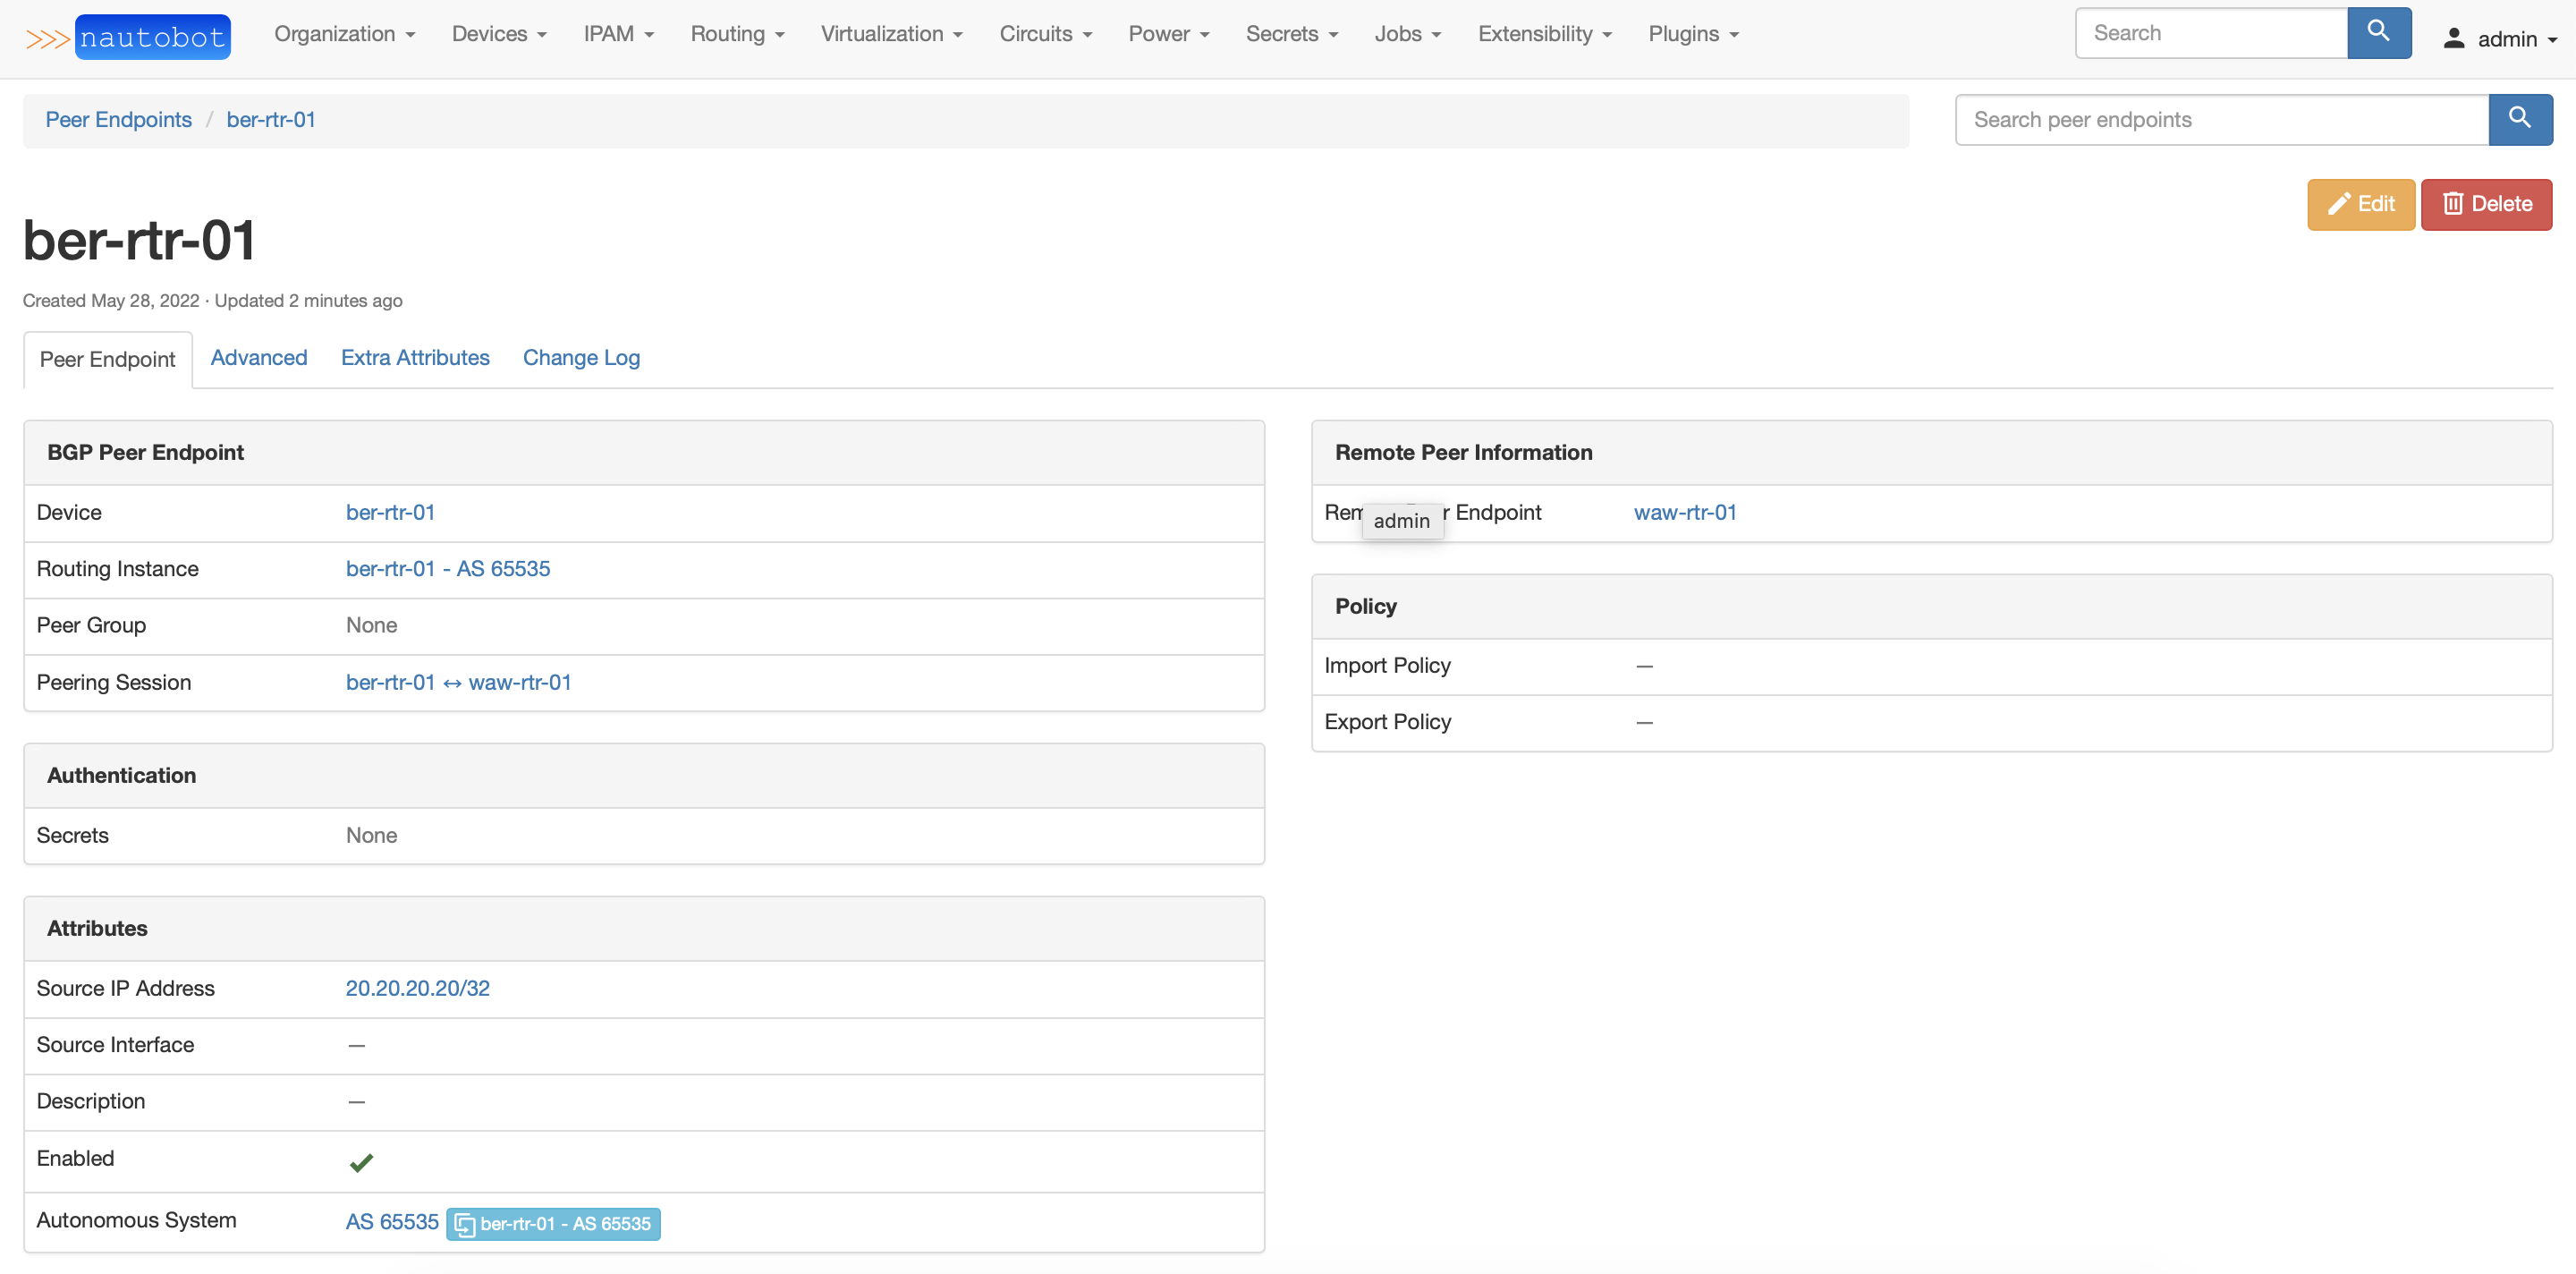 >>> nautobot Organization Devices IPAM Routing Virtualization Circuits Power Secrets Jobs Extensibility Plugins Search admin
Peer Endpoints / ber-rtr-01 Search peer endpoints
Edit Delete
ber-rtr-01
Created May 28, 2022 · Updated 2 minutes ago
Peer Endpoint Advanced Extra Attributes Change Log
BGP Peer Endpoint
Device ber-rtr-01
Routing Instance ber-rtr-01 - AS 65535
Peer Group None
Peering Session ber-rtr-01 ↔ waw-rtr-01
Authentication
Secrets None
Attributes
Source IP Address 20.20.20.20/32
Source Interface —
Description —
Enabled
Autonomous System AS 65535 ber-rtr-01 - AS 65535
Remote Peer Information
Endpoint waw-rtr-01
admin
Policy
Import Policy —
Export Policy —